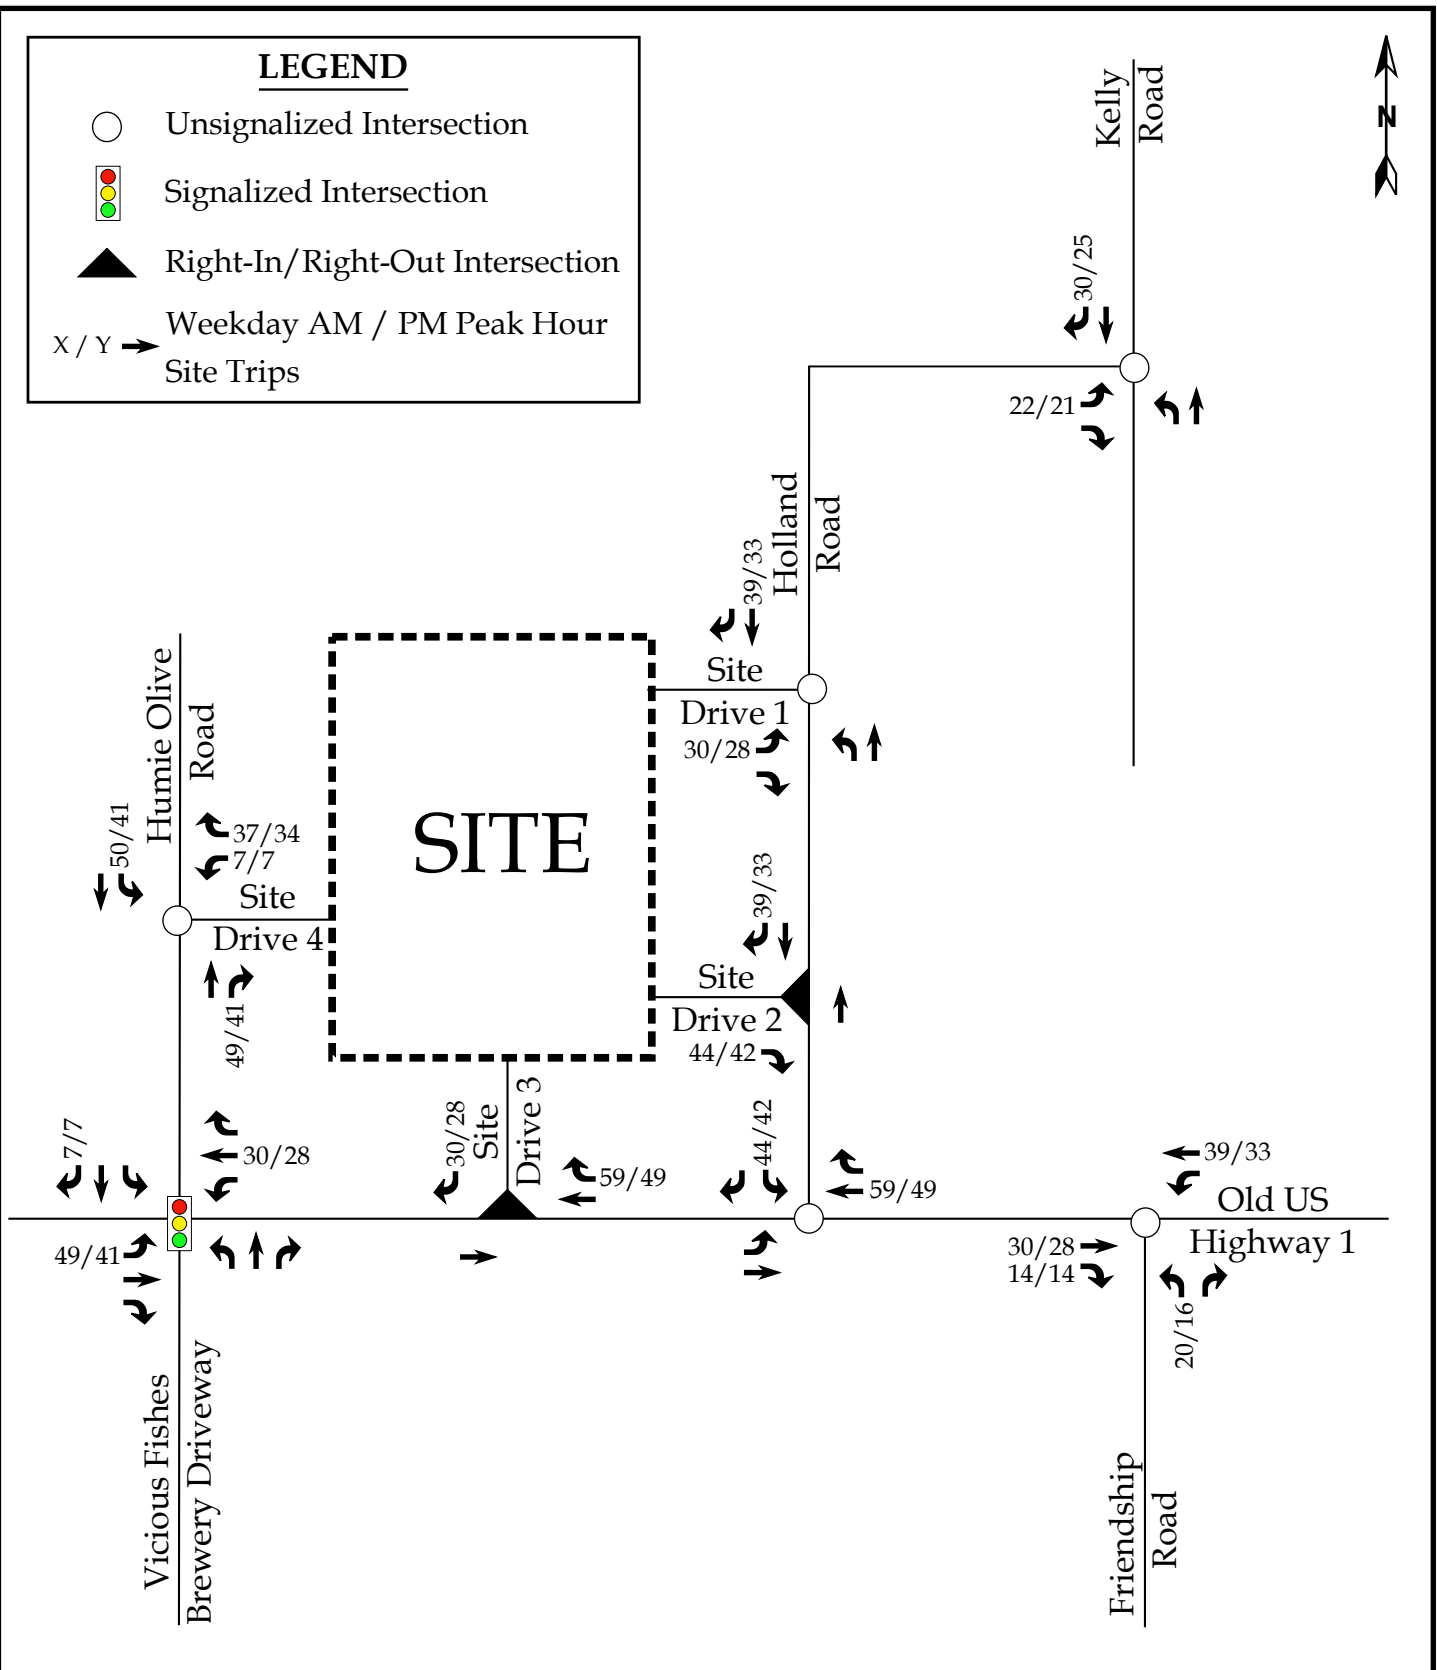 LEGEND
Unsignalized Intersection
Signalized Intersection
Right-In/Right-Out Intersection
X / Y
Weekday AM / PM Peak Hour
Site Trips
N
Kelly
Road
30/25
22/21
Holland
Road
39/33
Site
Drive 1
30/28
Humie Olive
Road
50/41
37/34
7/7
Site
Drive 4
49/41
SITE
39/33
Site
Drive 2
44/42
7/7
30/28
30/28
Site
Drive 3
59/49
44/42
59/49
39/33
Old US
Highway 1
49/41
30/28
14/14
20/16
Vicious Fishes
Brewery Driveway
Friendship
Road